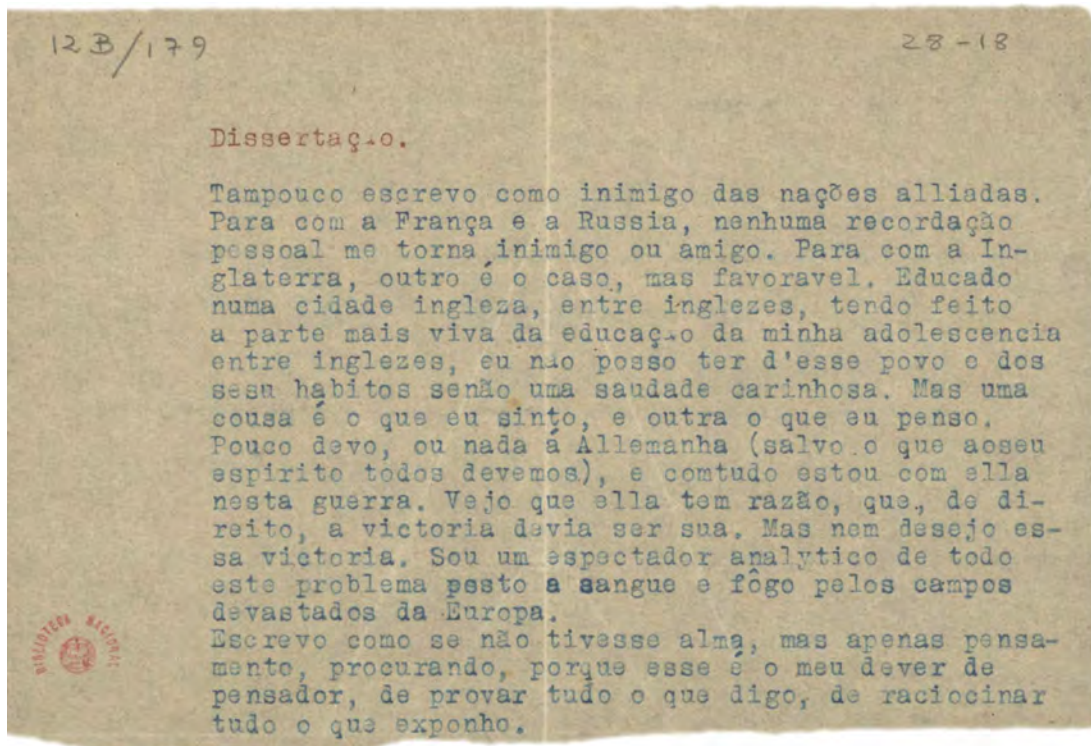 12B/179
28-18
Dissertação.
Tampouco escrevo como inimigo das nações alliadas.
Para com a França e a Russia, nenhuma recordação
pessoal me torna inimigo ou amigo. Para com a In-
glaterra, outro é o caso, mas favoravel. Educado
numa cidade ingleza, entre inglezes, tendo feito
a parte mais viva da educação da minha adolescencia
entre inglezes, eu não posso ter d'esse povo e dos
sesu habitos senão uma saudade carinhosa. Mas uma
cousa é o que eu sinto, e outra o que eu penso.
Pouco devo, ou nada á Allemanha (salvo o que aoseu
espirito todos devemos), e comtudo estou com ella
nesta guerra. Vejo que ella tem razão, que, de di-
reito, a victoria devia ser sua. Mas nem desejo es-
sa victoria. Sou um espectador analytico de todo
este problema posto a sangue e fôgo pelos campos
devastados da Europa.
Escrevo como se não tivesse alma, mas apenas pensa-
mento, procurando, porque esse é o meu dever de
pensador, de provar tudo o que digo, de raciocinar
tudo o que exponho.
BIBLIOTECA NACIONAL